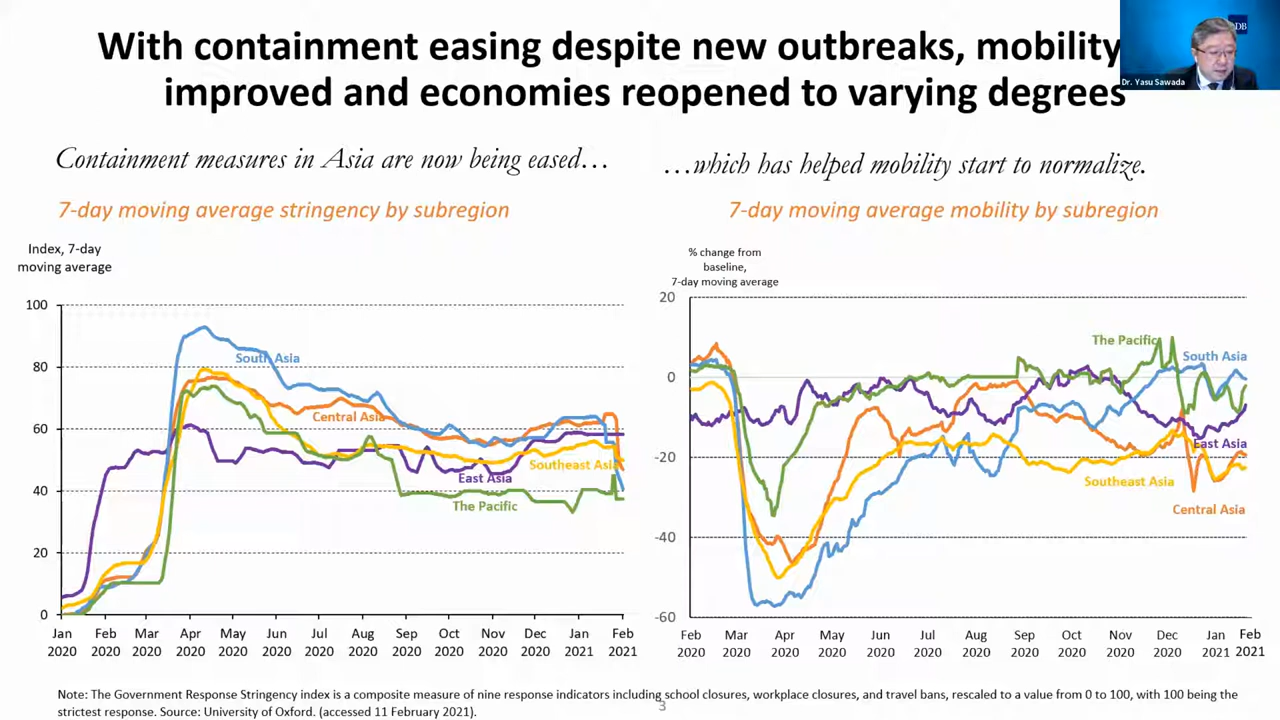 With containment easing despite new outbreaks, mobility
improved and economies reopened to varying degrees
DB
Dr. Yasu Sawada
Containment measures in Asia are now being eased…
…which has helped mobility start to normalize.
7-day moving average stringency by subregion
7-day moving average mobility by subregion
Index, 7-day
moving average
100
80
60
40
20
0
South Asia
Central Asia
Southeast Asia
East Asia
The Pacific
Jan Feb Mar Apr May Jun Jul Aug Sep Oct Nov Dec Jan Feb
2020 2020 2020 2020 2020 2020 2020 2020 2020 2020 2020 2020 2021 2021
% change from
baseline,
7-day moving average
20
0
-20
-40
-60
The Pacific
South Asia
East Asia
Southeast Asia
Central Asia
Feb Mar Apr May Jun Jul Aug Sep Oct Nov Dec Jan Feb
2020 2020 2020 2020 2020 2020 2020 2020 2020 2020 2020 2021 2021
Note: The Government Response Stringency index is a composite measure of nine response indicators including school closures, workplace closures, and travel bans, rescaled to a value from 0 to 100, with 100 being the
strictest response. Source: University of Oxford. (accessed 11 February 2021).
3